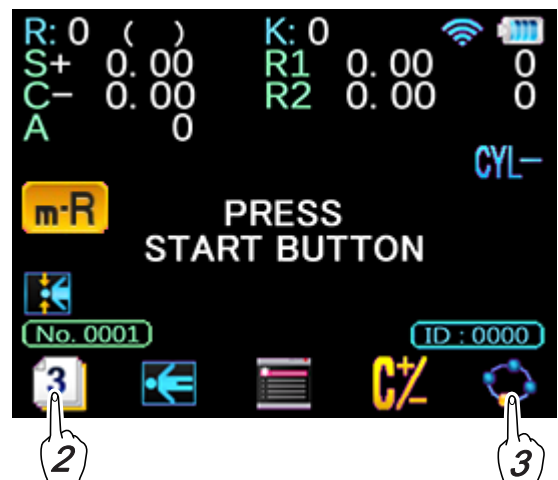 R: 0 ( ) K: 0
S+ 0.00 R1 0.00 0
C− 0.00 R2 0.00 0
A 0
CYL−
m·R
PRESS
START BUTTON
No. 0001 ID : 0000
3 C+/−
2 3